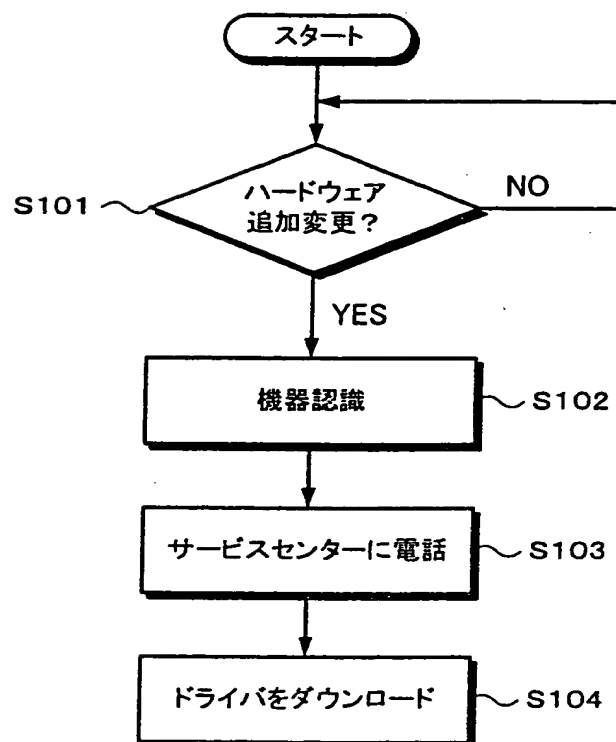 スタート
ハードウェア
追加変更?
S101
NO
YES
機器認識
S102
サービスセンターに電話
S103
ドライバをダウンロード
S104